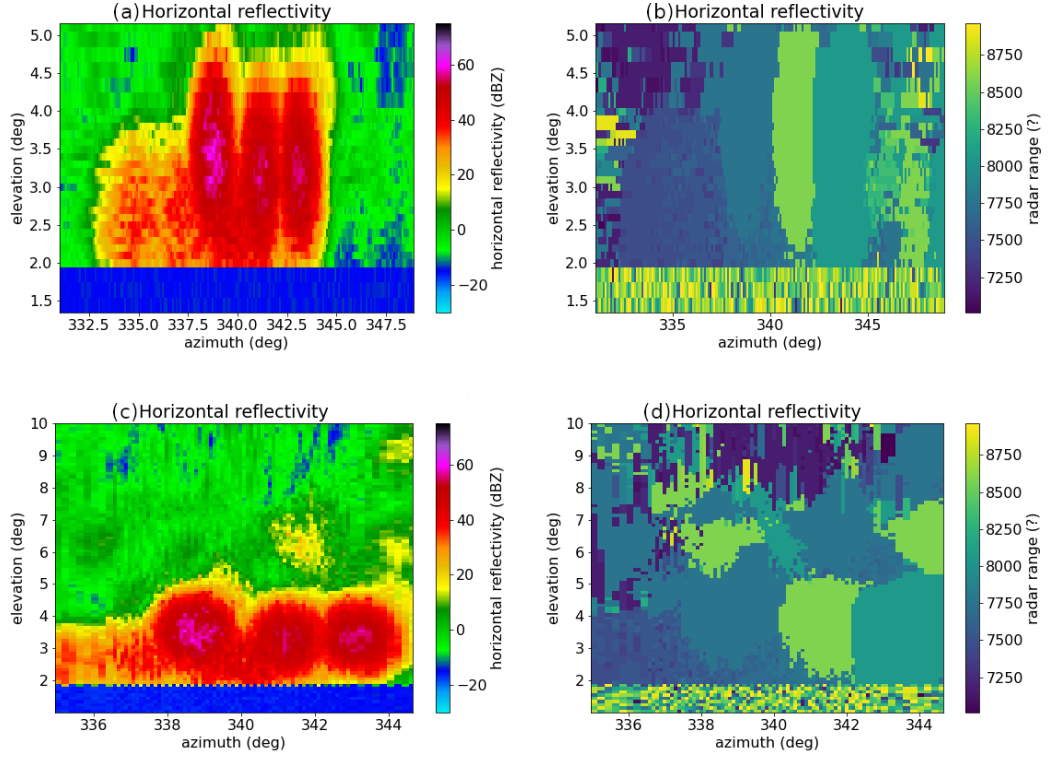 (a) Horizontal reflectivity
5.0
4.5
4.0
3.5
3.0
2.5
2.0
1.5
elevation (deg)
332.5 335.0 337.5 340.0 342.5 345.0 347.5
azimuth (deg)
60
40
20
0
−20
horizontal reflectivity (dBZ)
(b) Horizontal reflectivity
5.0
4.5
4.0
3.5
3.0
2.5
2.0
1.5
elevation (deg)
335 340 345
azimuth (deg)
8750
8500
8250
8000
7750
7500
7250
radar range (?)
(c) Horizontal reflectivity
10
9
8
7
6
5
4
3
2
elevation (deg)
336 338 340 342 344
azimuth (deg)
60
40
20
0
−20
horizontal reflectivity (dBZ)
(d) Horizontal reflectivity
10
9
8
7
6
5
4
3
2
elevation (deg)
336 338 340 342 344
azimuth (deg)
8750
8500
8250
8000
7750
7500
7250
radar range (?)